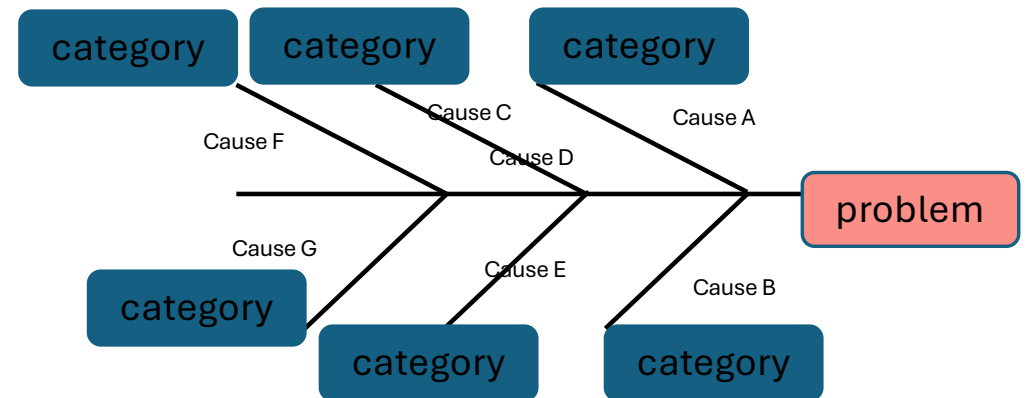 category
category
category
Cause C
Cause A
Cause F
Cause D
problem
Cause G
Cause E
Cause B
category
category
category